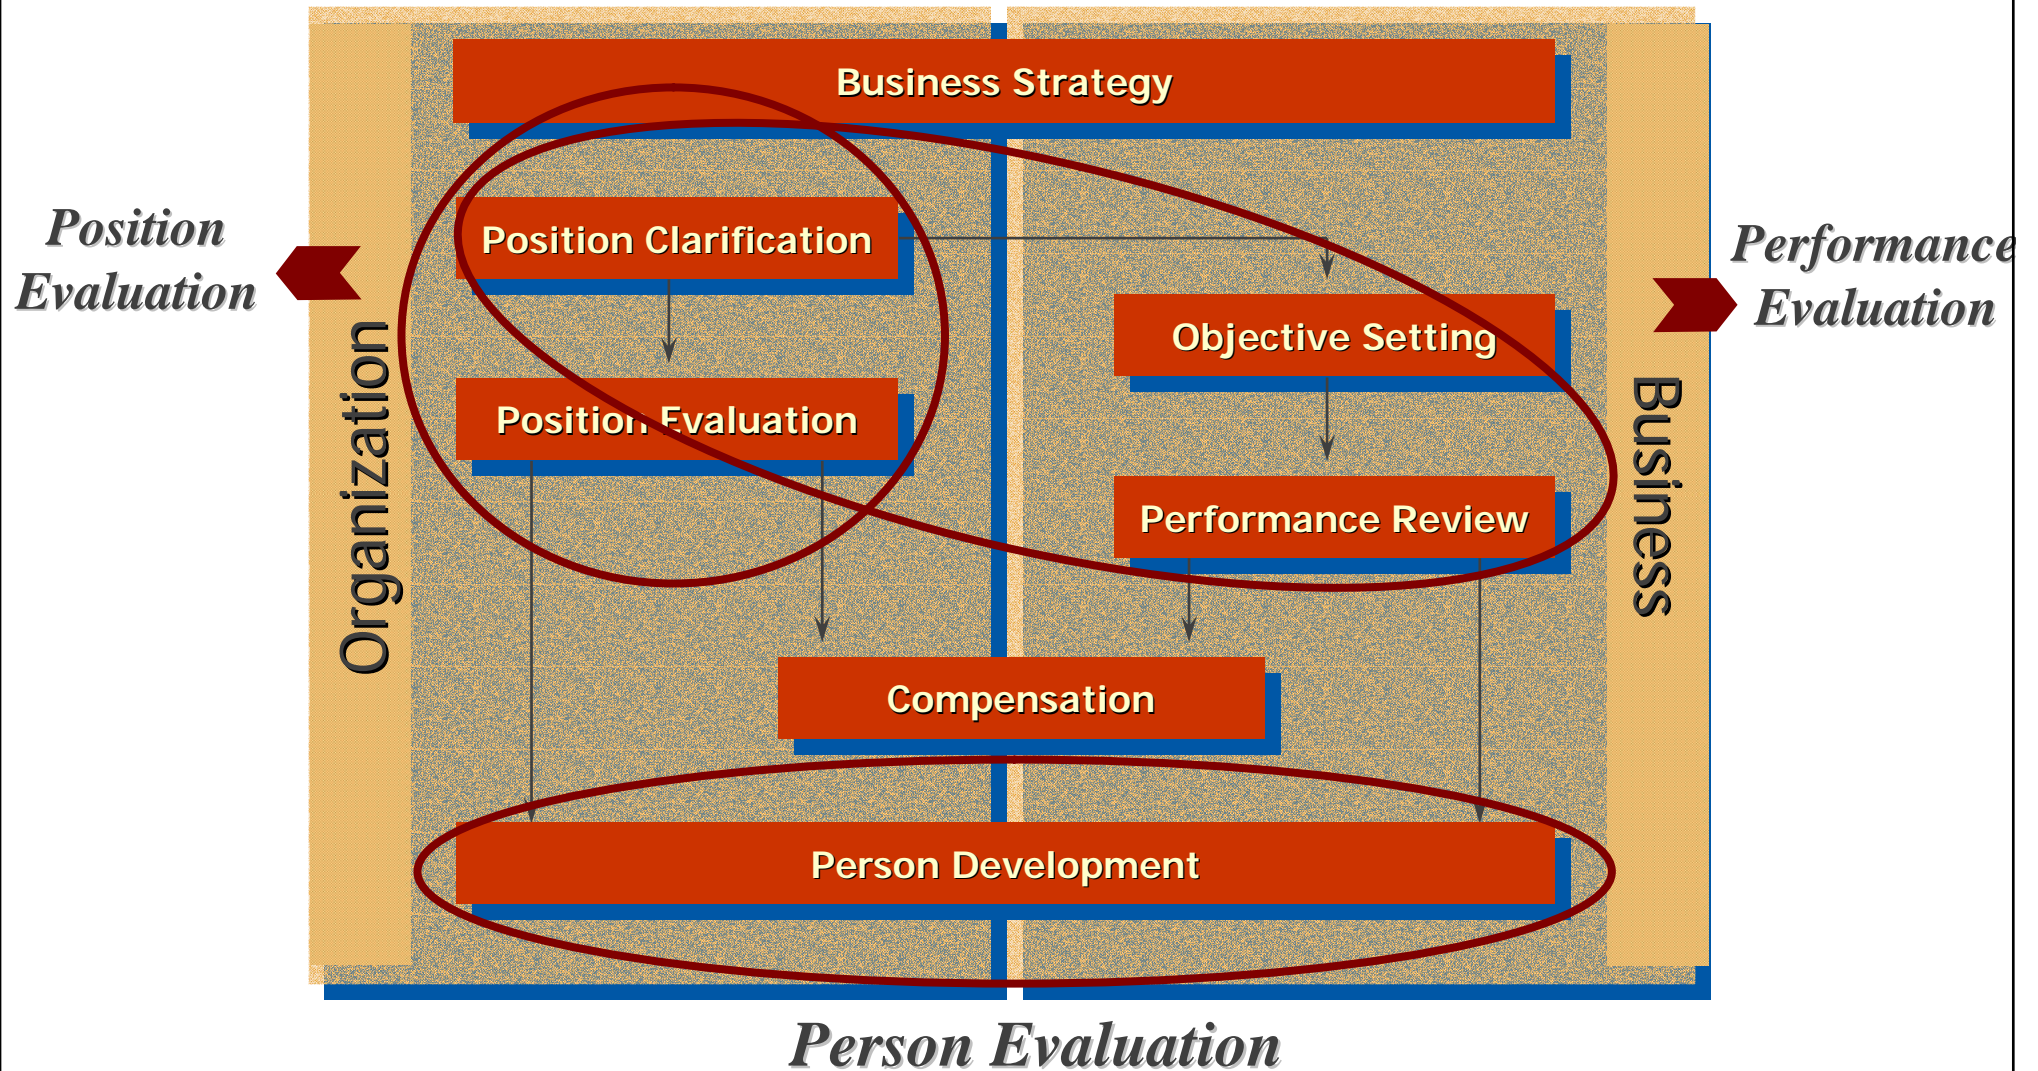 Business Strategy
Position
Evaluation
Position Clarification
Performance
Evaluation
Objective Setting
Organization
Position Evaluation
Business
Performance Review
Compensation
Person Development
Person Evaluation